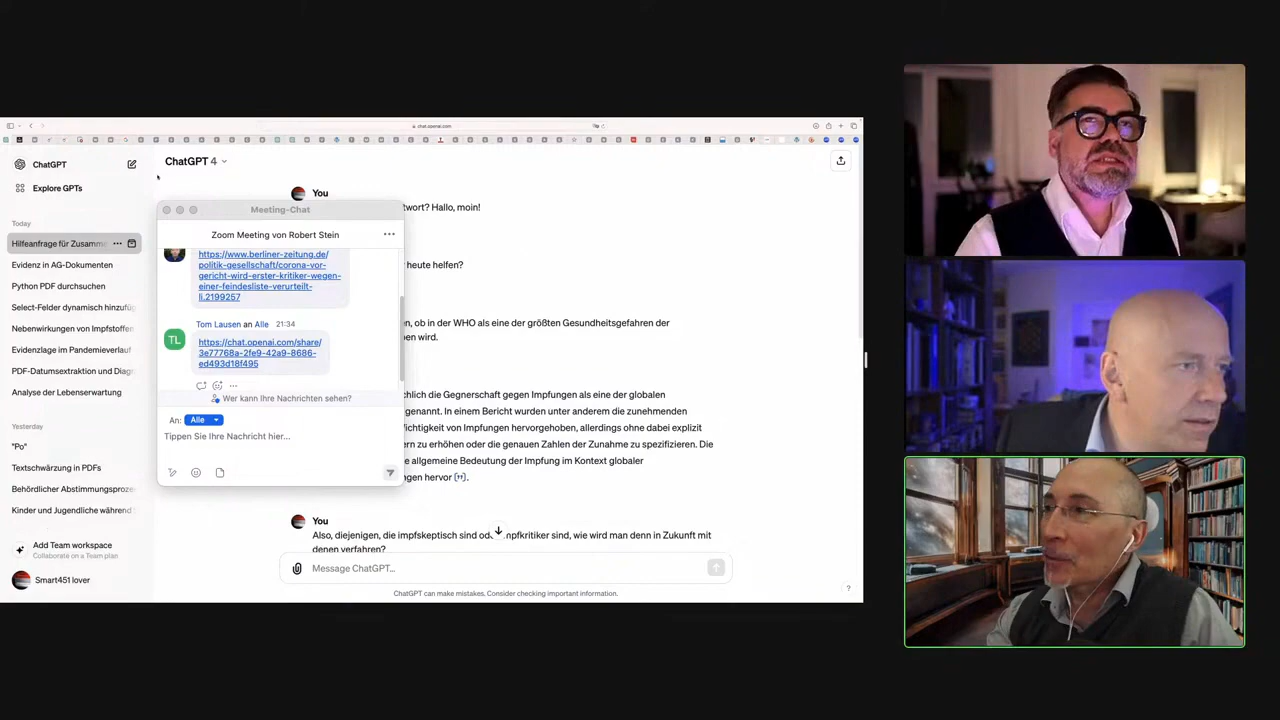 chat.openai.com
ChatGPT
Explore GPTs
Today
Hilfeanfrage für Zusamma
Evidenz in AG-Dokumenten
Python PDF durchsuchen
Select-Felder dynamisch hinzufüg
Nebenwirkungen von Impfstoffen
Evidenzlage im Pandemieverlauf
PDF-Datumsextraktion und Diagr
Analyse der Lebenserwartung
Yesterday
"Po"
Textschwärzung in PDFs
Behördlicher Abstimmungsproze
Kinder und Jugendliche während
Add Team workspace
Collaborate on a Team plan
Smart451 lover
ChatGPT 4
You
twort? Hallo, moin!
r heute helfen?
en, ob in der WHO als eine der größten Gesundheitsgefahren der
ben wird.
chlich die Gegnerschaft gegen Impfungen als eine der globalen
genannt. In einem Bericht wurden unter anderem die zunehmenden
Wichtigkeit von Impfungen hervorgehoben, allerdings ohne dabei explizit
ern zu erhöhen oder die genauen Zahlen der Zunahme zu spezifizieren. Die
e allgemeine Bedeutung der Impfung im Kontext globaler
ngen hervor ["].
You
Also, diejenigen, die impfskeptisch sind od npfkritiker sind, wie wird man denn in Zukunft mit
denen verfahren?
Message ChatGPT...
ChatGPT can make mistakes. Consider checking important information.
?
Meeting-Chat
Zoom Meeting von Robert Stein
https://www.berliner-zeitung.de/
politik-gesellschaft/corona-vor-
gericht-wird-erster-kritiker-wegen-
einer-feindesliste-verurteilt-
li.2199257
Tom Lausen an Alle 21:34
TL
https://chat.openai.com/share/
3e77768a-2fe9-42a9-8686-
ed493d18f495
Wer kann Ihre Nachrichten sehen?
An: Alle
Tippen Sie Ihre Nachricht hier...